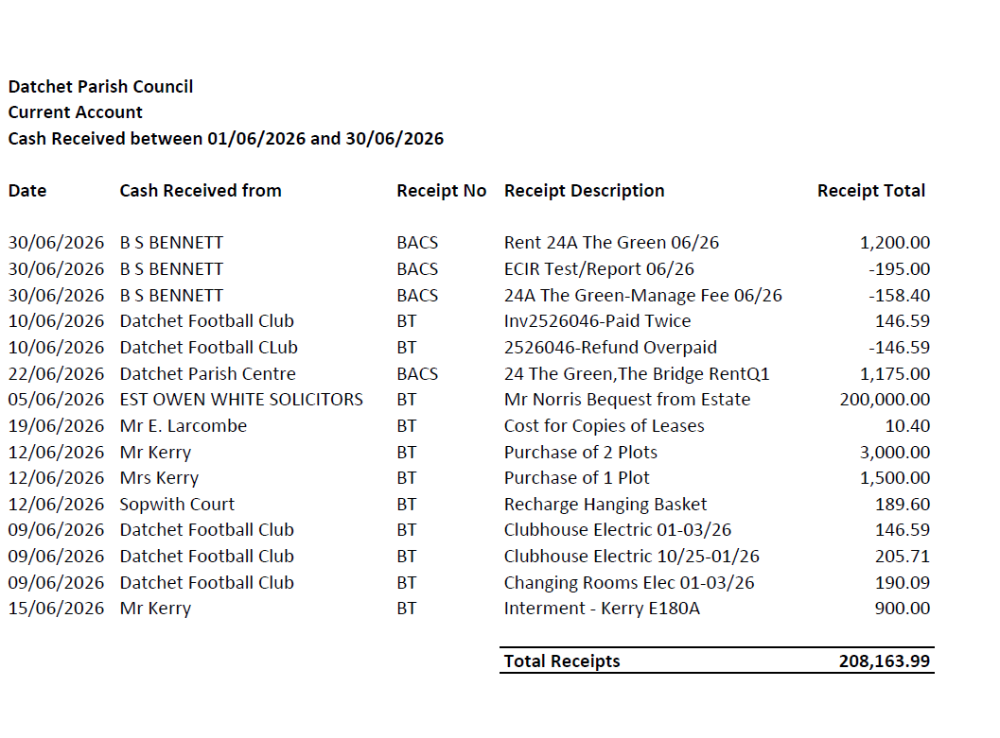 Datchet Parish Council
Current Account
Cash Received between 01/06/2026 and 30/06/2026
Date Cash Received from Receipt No Receipt Description Receipt Total
30/06/2026 B S BENNETT BACS Rent 24A The Green 06/26 1,200.00
30/06/2026 B S BENNETT BACS ECIR Test/Report 06/26 -195.00
30/06/2026 B S BENNETT BACS 24A The Green-Manage Fee 06/26 -158.40
10/06/2026 Datchet Football Club BT Inv2526046-Paid Twice 146.59
10/06/2026 Datchet Football CLub BT 2526046-Refund Overpaid -146.59
22/06/2026 Datchet Parish Centre BACS 24 The Green,The Bridge RentQ1 1,175.00
05/06/2026 EST OWEN WHITE SOLICITORS BT Mr Norris Bequest from Estate 200,000.00
19/06/2026 Mr E. Larcombe BT Cost for Copies of Leases 10.40
12/06/2026 Mr Kerry BT Purchase of 2 Plots 3,000.00
12/06/2026 Mrs Kerry BT Purchase of 1 Plot 1,500.00
12/06/2026 Sopwith Court BT Recharge Hanging Basket 189.60
09/06/2026 Datchet Football Club BT Clubhouse Electric 01-03/26 146.59
09/06/2026 Datchet Football Club BT Clubhouse Electric 10/25-01/26 205.71
09/06/2026 Datchet Football Club BT Changing Rooms Elec 01-03/26 190.09
15/06/2026 Mr Kerry BT Interment - Kerry E180A 900.00
Total Receipts 208,163.99